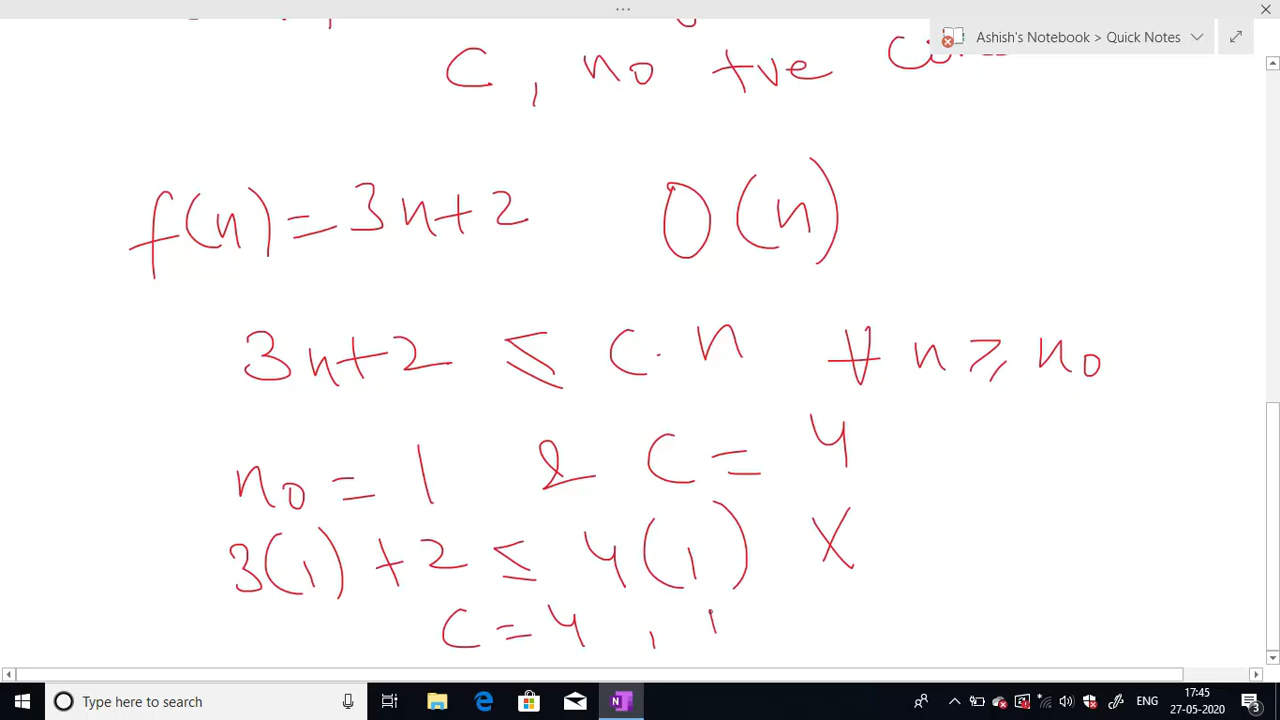 Ashish's Notebook > Quick Notes
C , n0 +ve
f(n) = 3n+2 O(n)
3n+2 ≤ C. n ∀ n ≥ n0
n0 = 1 & C = 4
3(1) + 2 ≤ 4(1) X
C = 4 ,
Type here to search
ENG
17:45
27-05-2020
3